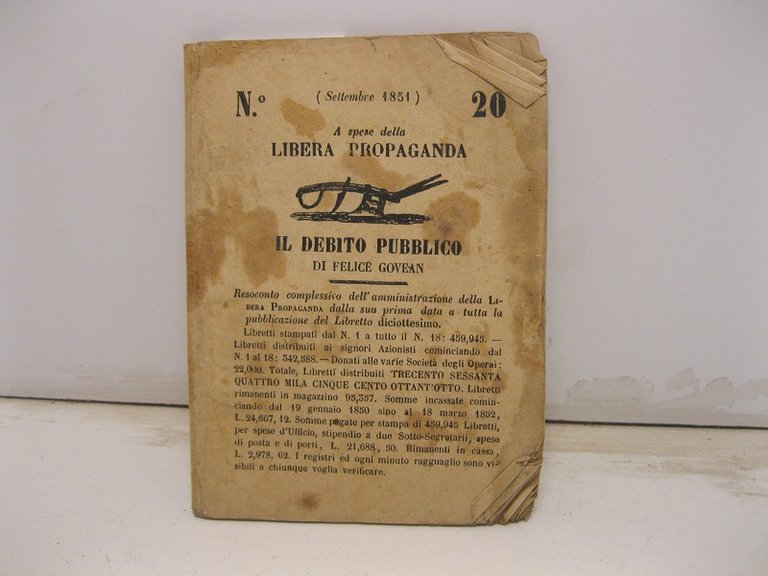 N.º ( Settembre 1851 ) 20
A spese della
LIBERA PROPAGANDA
IL DEBITO PUBBLICO
DI FELICE GOVEAN
Resoconto complessivo dell'amministrazione della LI-
BERA PROPAGANDA dalla sua prima data a tutta la
pubblicazione del Libretto diciottesimo.
Libretti stampati dal N. 1 a tutto il N. 18: 459,945. —
Libretti distribuiti ai signori Azionisti cominciando dal
N. 1 al 18: 342,588. — Donati alle varie Società degli Operai:
22,000. Totale, Libretti distribuiti TRECENTO SESSANTA
QUATTRO MILA CINQUE CENTO OTTANT'OTTO. Libretti
rimanenti in magazzino 95,357. Somme incassate comin-
ciando dal 19 gennaio 1850 sino al 18 marzo 1852,
L. 24,667, 12. Somme pagate per stampa di 459,945 Libretti,
per spese d'Ufficio, stipendio a due Sotto-Segretarii, spese
di posta e di porti, L. 21,688, 50. Rimanenti in cassa,
L. 2,978, 62. I registri ed ogni minuto ragguaglio sono vi-
sibili a chiunque voglia verificare.